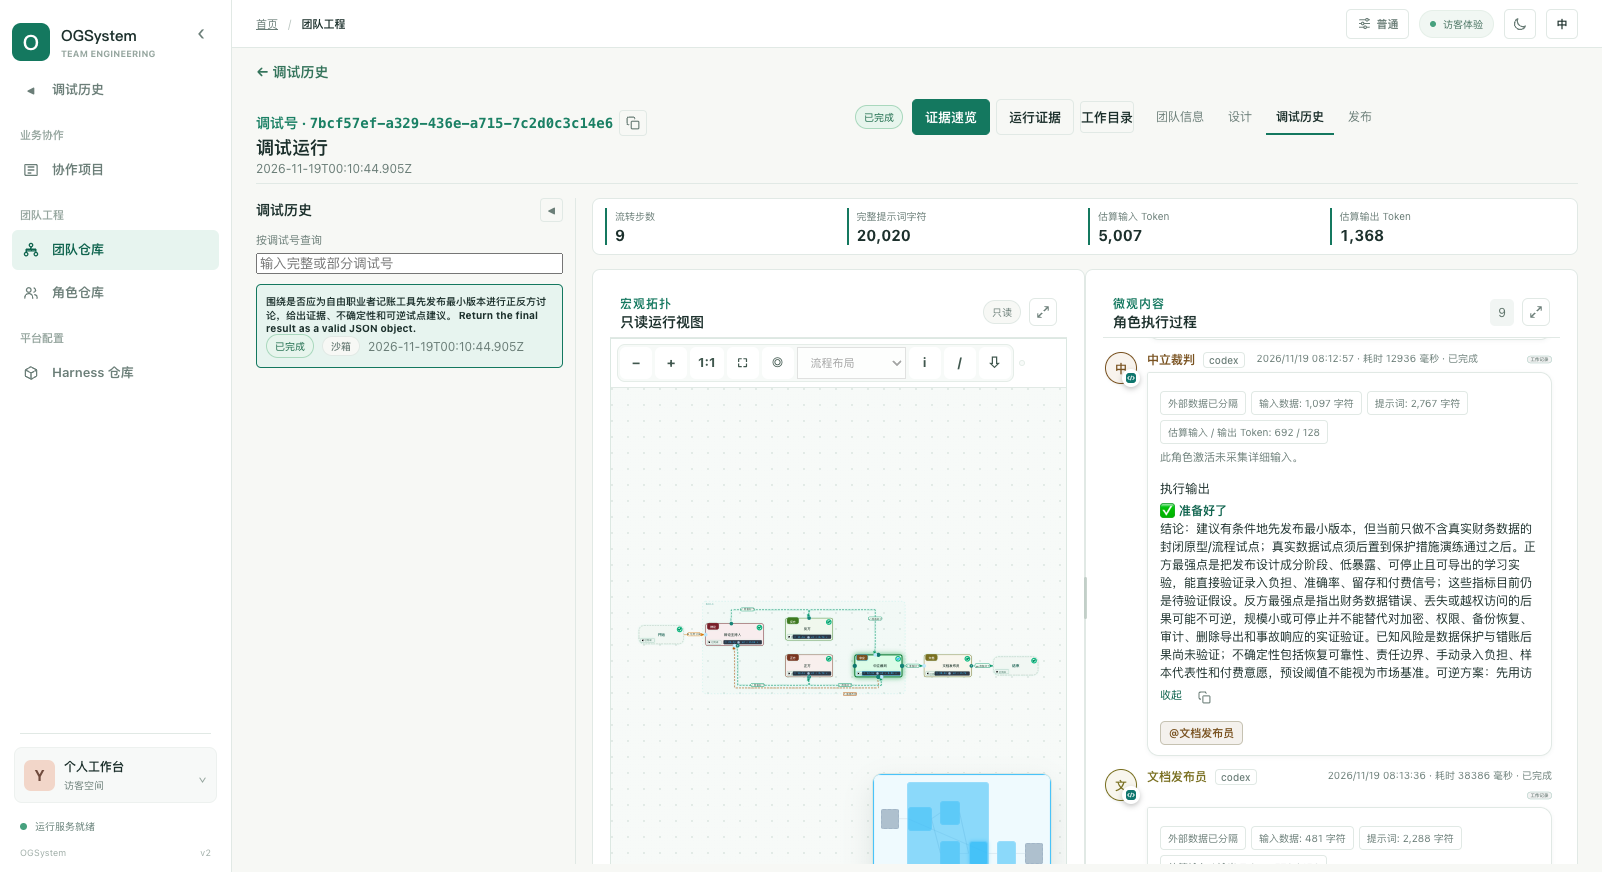 O
OGSystem
TEAM ENGINEERING
调试历史
业务协作
协作项目
团队工程
团队仓库
角色仓库
平台配置
Harness 仓库
Y
个人工作台
访客空间
运行服务就绪
OGSystem
v2
首页 / 团队工程
普通
访客体验
中
← 调试历史
调试号 · 7bcf57ef-a329-436e-a715-7c2d0c3c14e6
调试运行
2026-11-19T00:10:44.905Z
已完成
证据速览
运行证据
工作目录
团队信息
设计
调试历史
发布
调试历史
按调试号查询
输入完整或部分调试号
围绕是否应为自由职业者记账工具先发布最小版本进行正反方讨
论，给出证据、不确定性和可逆试点建议。 Return the final
result as a valid JSON object.
已完成
沙箱
2026-11-19T00:10:44.905Z
流转步数
9
完整提示词字符
20,020
估算输入 Token
5,007
估算输出 Token
1,368
宏观拓扑
只读运行视图
只读
− + 1:1
流程布局
i /
微观内容
角色执行过程
9
中
中立裁判
codex
2026/11/19 08:12:57 · 耗时 12936 毫秒 · 已完成
外部数据已分隔
输入数据: 1,097 字符
提示词: 2,767 字符
估算输入 / 输出 Token: 692 / 128
此角色激活未采集详细输入。
执行输出
✅ 准备好了
结论：建议有条件地先发布最小版本，但当前只做不含真实财务数据的
封闭原型/流程试点；真实数据试点须后置到保护措施演练通过之后。正
方最强点是把发布设计成分阶段、低暴露、可停止且可导出的学习实
验，能直接验证录入负担、准确率、留存和付费信号；这些指标目前仍
是待验证假设。反方最强点是指出财务数据错误、丢失或越权访问的后
果可能不可逆，规模小或可停止并不能替代对加密、权限、备份恢复、
审计、删除导出和事故响应的实证验证。已知风险是数据保护与错账后
果尚未验证；不确定性包括恢复可靠性、责任边界、手动录入负担、样
本代表性和付费意愿，预设阈值不能视为市场基准。可逆方案：先用访
收起
@文档发布员
文
文档发布员
codex
2026/11/19 08:13:36 · 耗时 38386 毫秒 · 已完成
外部数据已分隔
输入数据: 481 字符
提示词: 2,288 字符